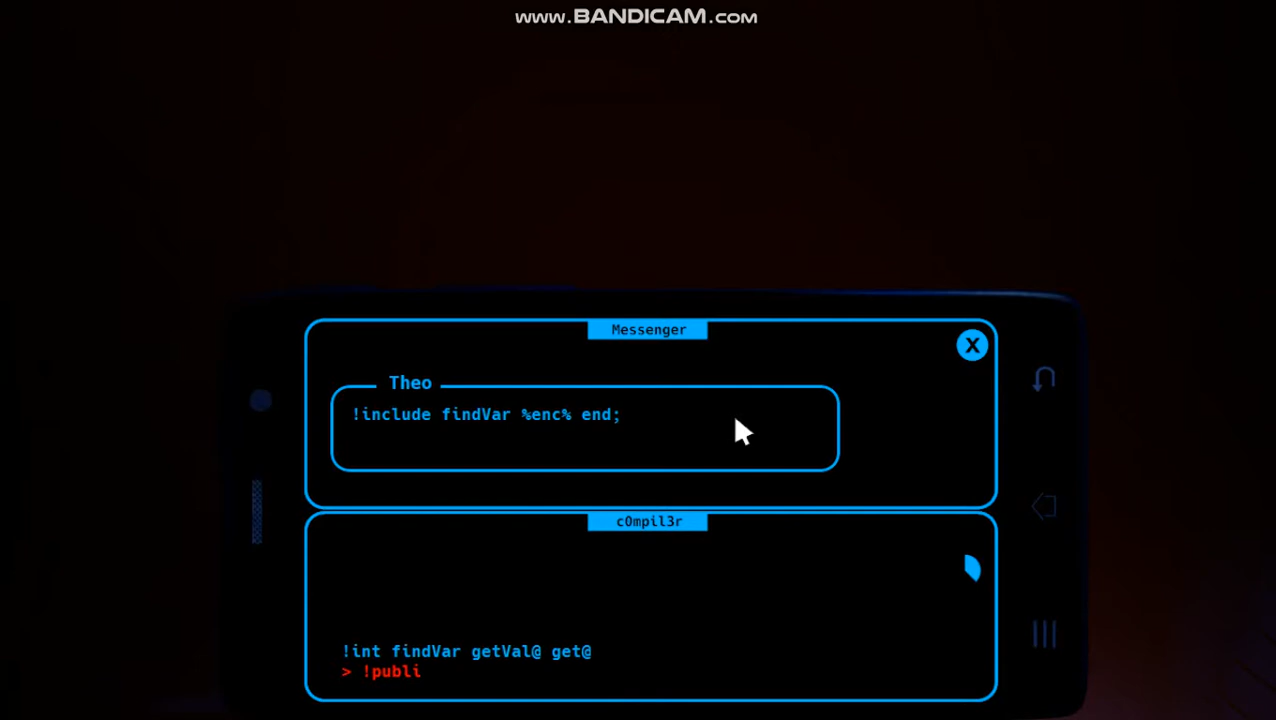 www.BANDICAM.com
Messenger
X
Theo
!include findVar %enc% end;
c0mpil3r
!int findVar getVal@ get@
> !publi